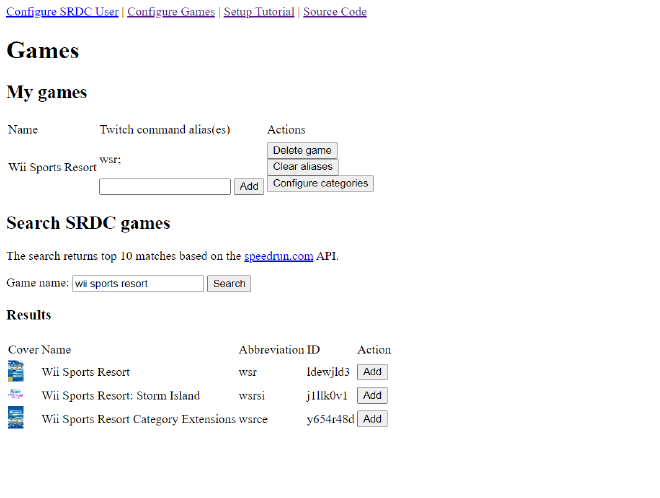 Configure SRDC User | Configure Games | Setup Tutorial | Source Code
Games
My games
Name Twitch command alias(es) Actions
Wii Sports Resort wsr; Delete game
Clear aliases
Add Configure categories
Search SRDC games
The search returns top 10 matches based on the speedrun.com API.
Game name: wii sports resort Search
Results
Cover Name Abbreviation ID Action
Wii Sports Resort wsr ldewjld3 Add
Wii Sports Resort: Storm Island wsrsi j1llk0v1 Add
Wii Sports Resort Category Extensions wsrce y654r48d Add